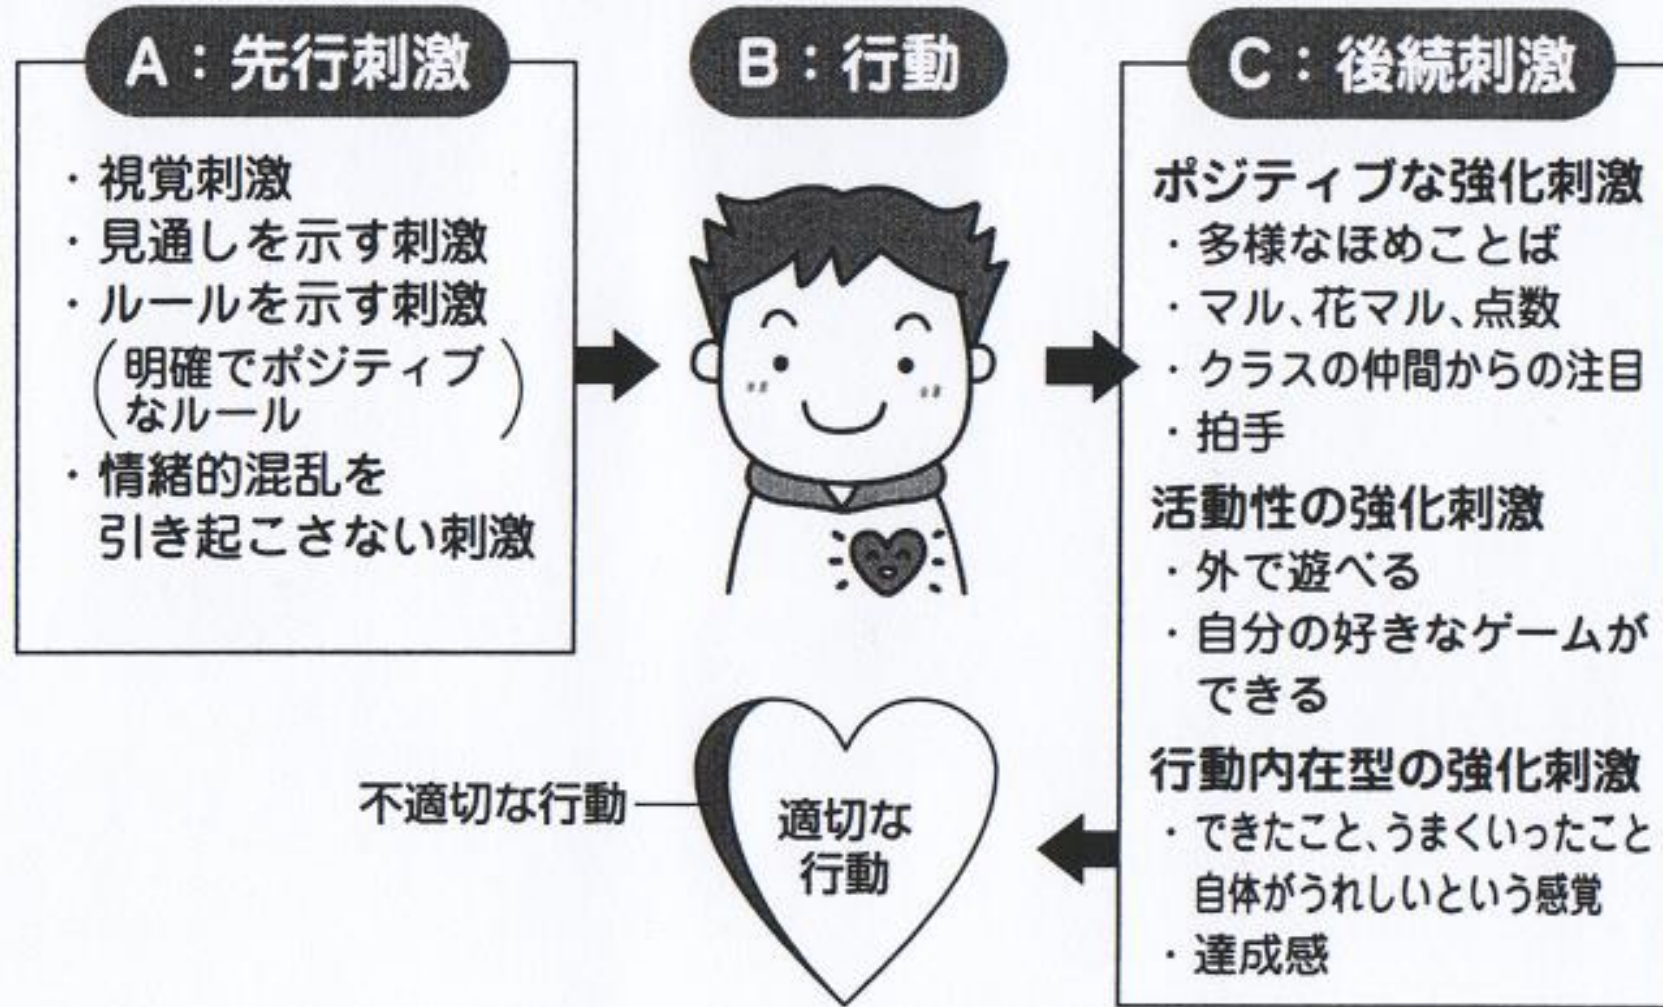 A：先行刺激
・視覚刺激
・見通しを示す刺激
・ルールを示す刺激
（明確でポジティブ
なルール）
・情緒的混乱を
引き起こさない刺激
B：行動
不適切な行動
適切な
行動
C：後続刺激
ポジティブな強化刺激
・多様なほめことば
・マル、花マル、点数
・クラスの仲間からの注目
・拍手
活動性の強化刺激
・外で遊べる
・自分の好きなゲームが
できる
行動内在型の強化刺激
・できたこと、うまくいったこと
自体がうれしいという感覚
・達成感